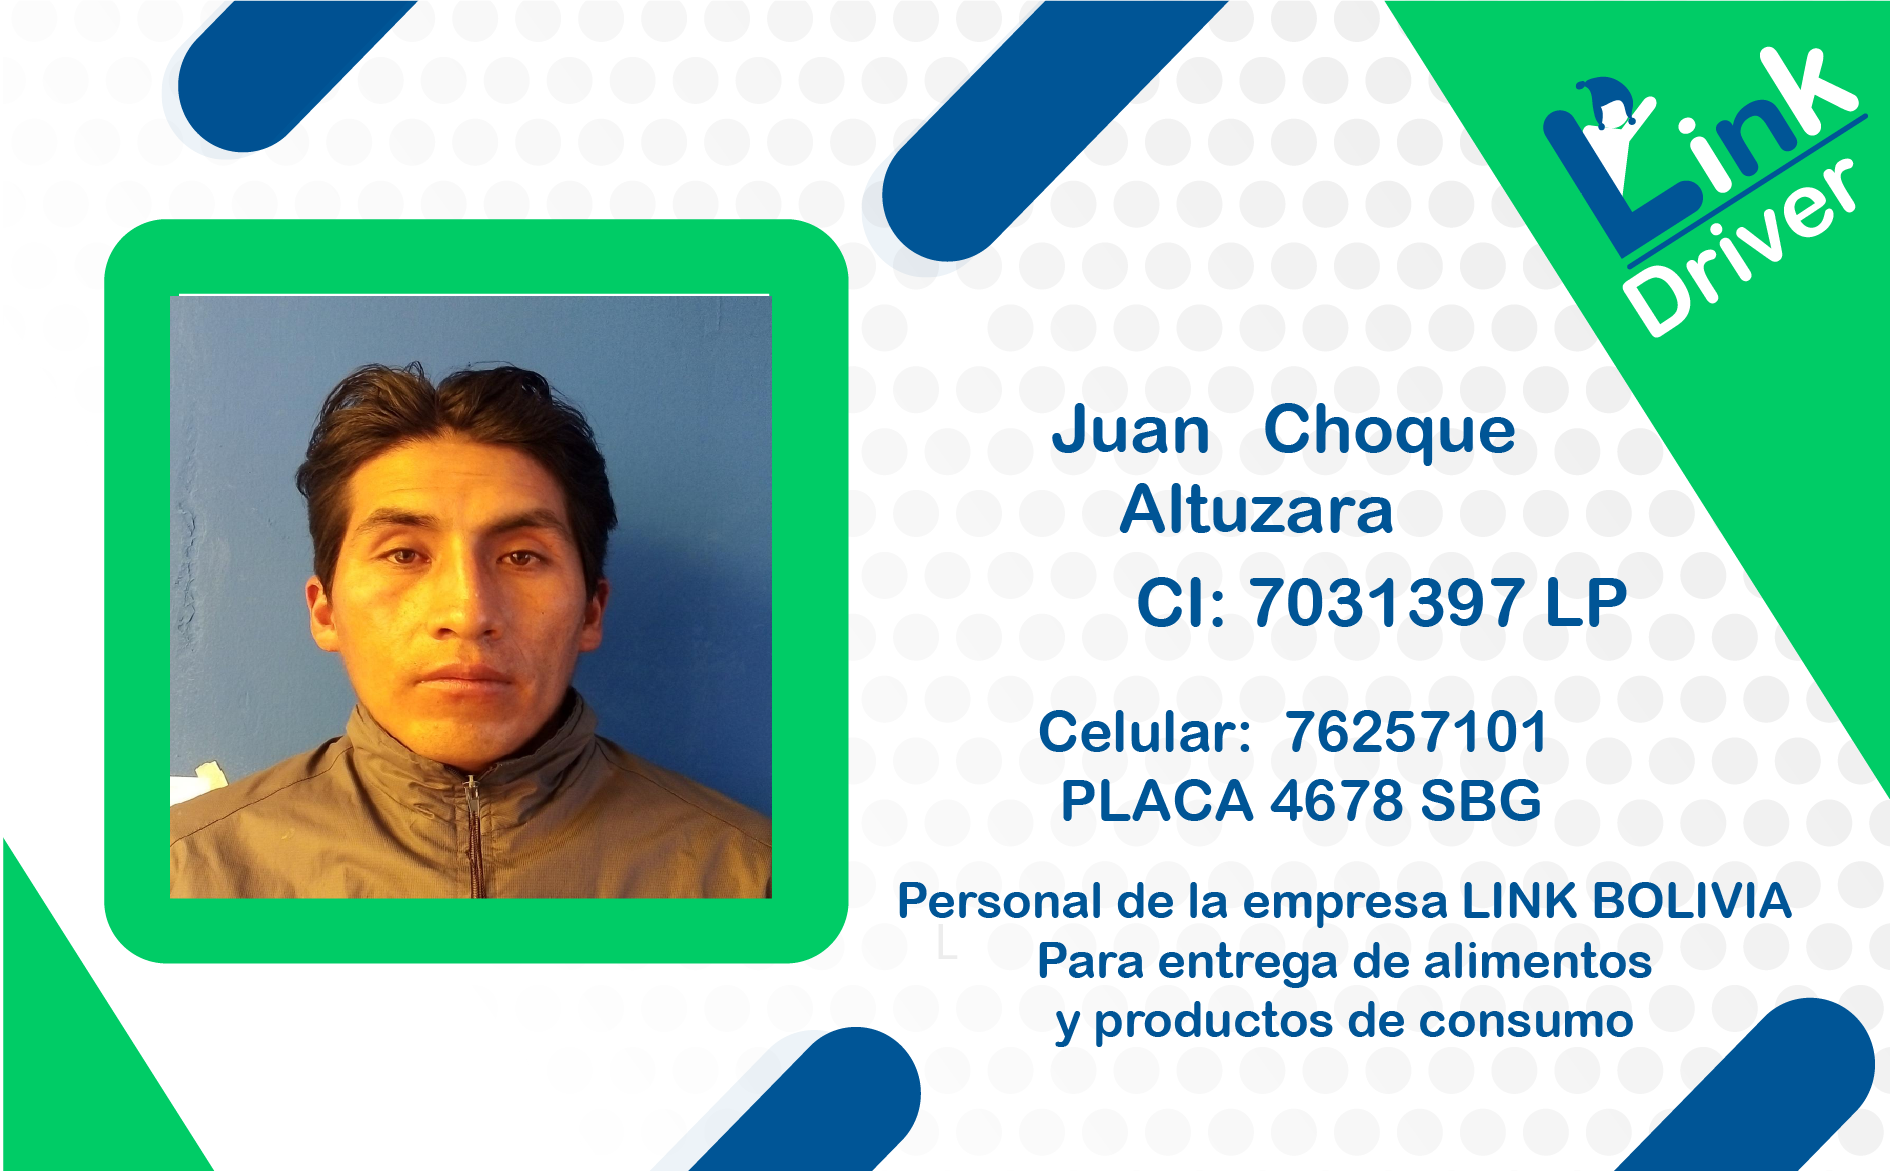 Link
Driver
Juan Choque
Altuzara
CI: 7031397 LP
Celular: 76257101
PLACA 4678 SBG
Personal de la empresa LINK BOLIVIA
L
Para entrega de alimentos
y productos de consumo